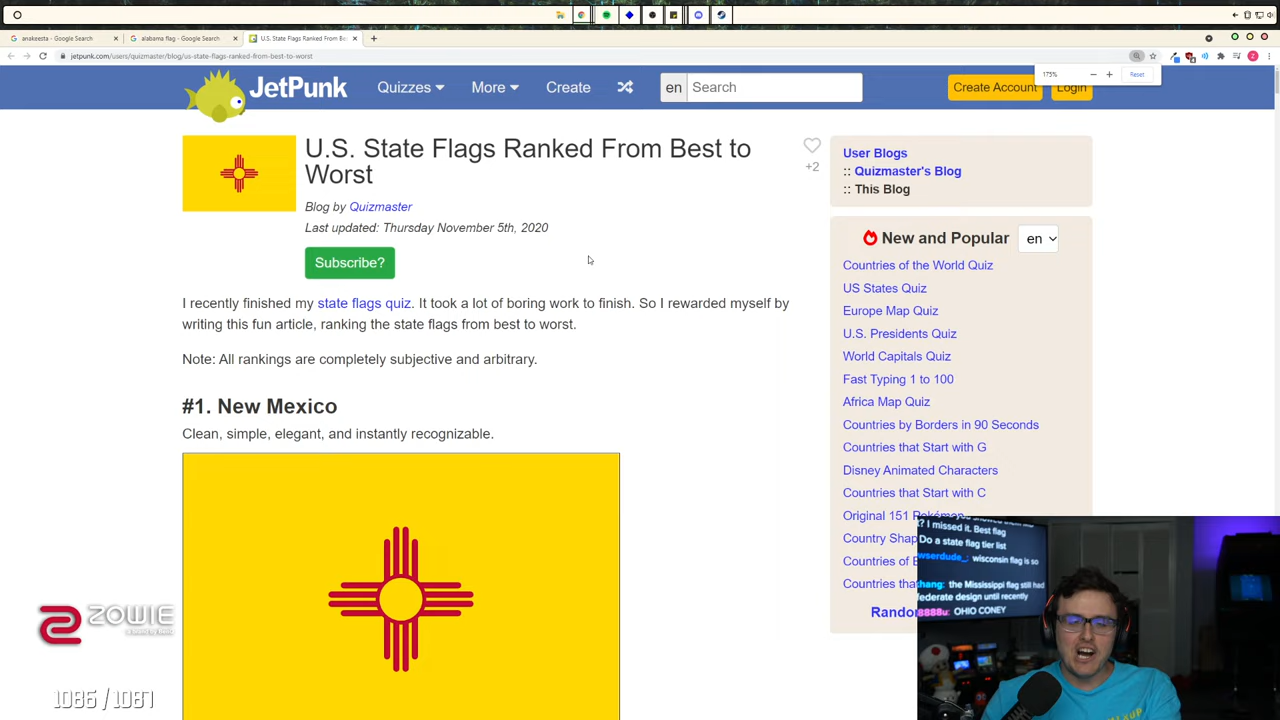 anakeesta - Google Search
alabama flag - Google Search
U.S. State Flags Ranked From Be
jetpunk.com/users/quizmaster/blog/us-state-flags-ranked-from-best-to-worst
175%
Reset
JetPunk
Quizzes
More
Create
en
Search
Create Account
Login
U.S. State Flags Ranked From Best to
Worst
Blog by Quizmaster
Last updated: Thursday November 5th, 2020
Subscribe?
+2
I recently finished my state flags quiz. It took a lot of boring work to finish. So I rewarded myself by
writing this fun article, ranking the state flags from best to worst.
Note: All rankings are completely subjective and arbitrary.
#1. New Mexico
Clean, simple, elegant, and instantly recognizable.
User Blogs
:: Quizmaster's Blog
:: This Blog
New and Popular
en
Countries of the World Quiz
US States Quiz
Europe Map Quiz
U.S. Presidents Quiz
World Capitals Quiz
Fast Typing 1 to 100
Africa Map Quiz
Countries by Borders in 90 Seconds
Countries that Start with G
Disney Animated Characters
Countries that Start with C
Original 151 Pokémon
Country Shap
Countries of E
Countries tha
Rando
? I missed it. Best flag
Do a state flag tier list
wserdude_: wisconsin flag is so
hang: the Mississippi flag still had
federate design until recently
8888u: OHIO CONEY
ZOWIE
1086 / 1087